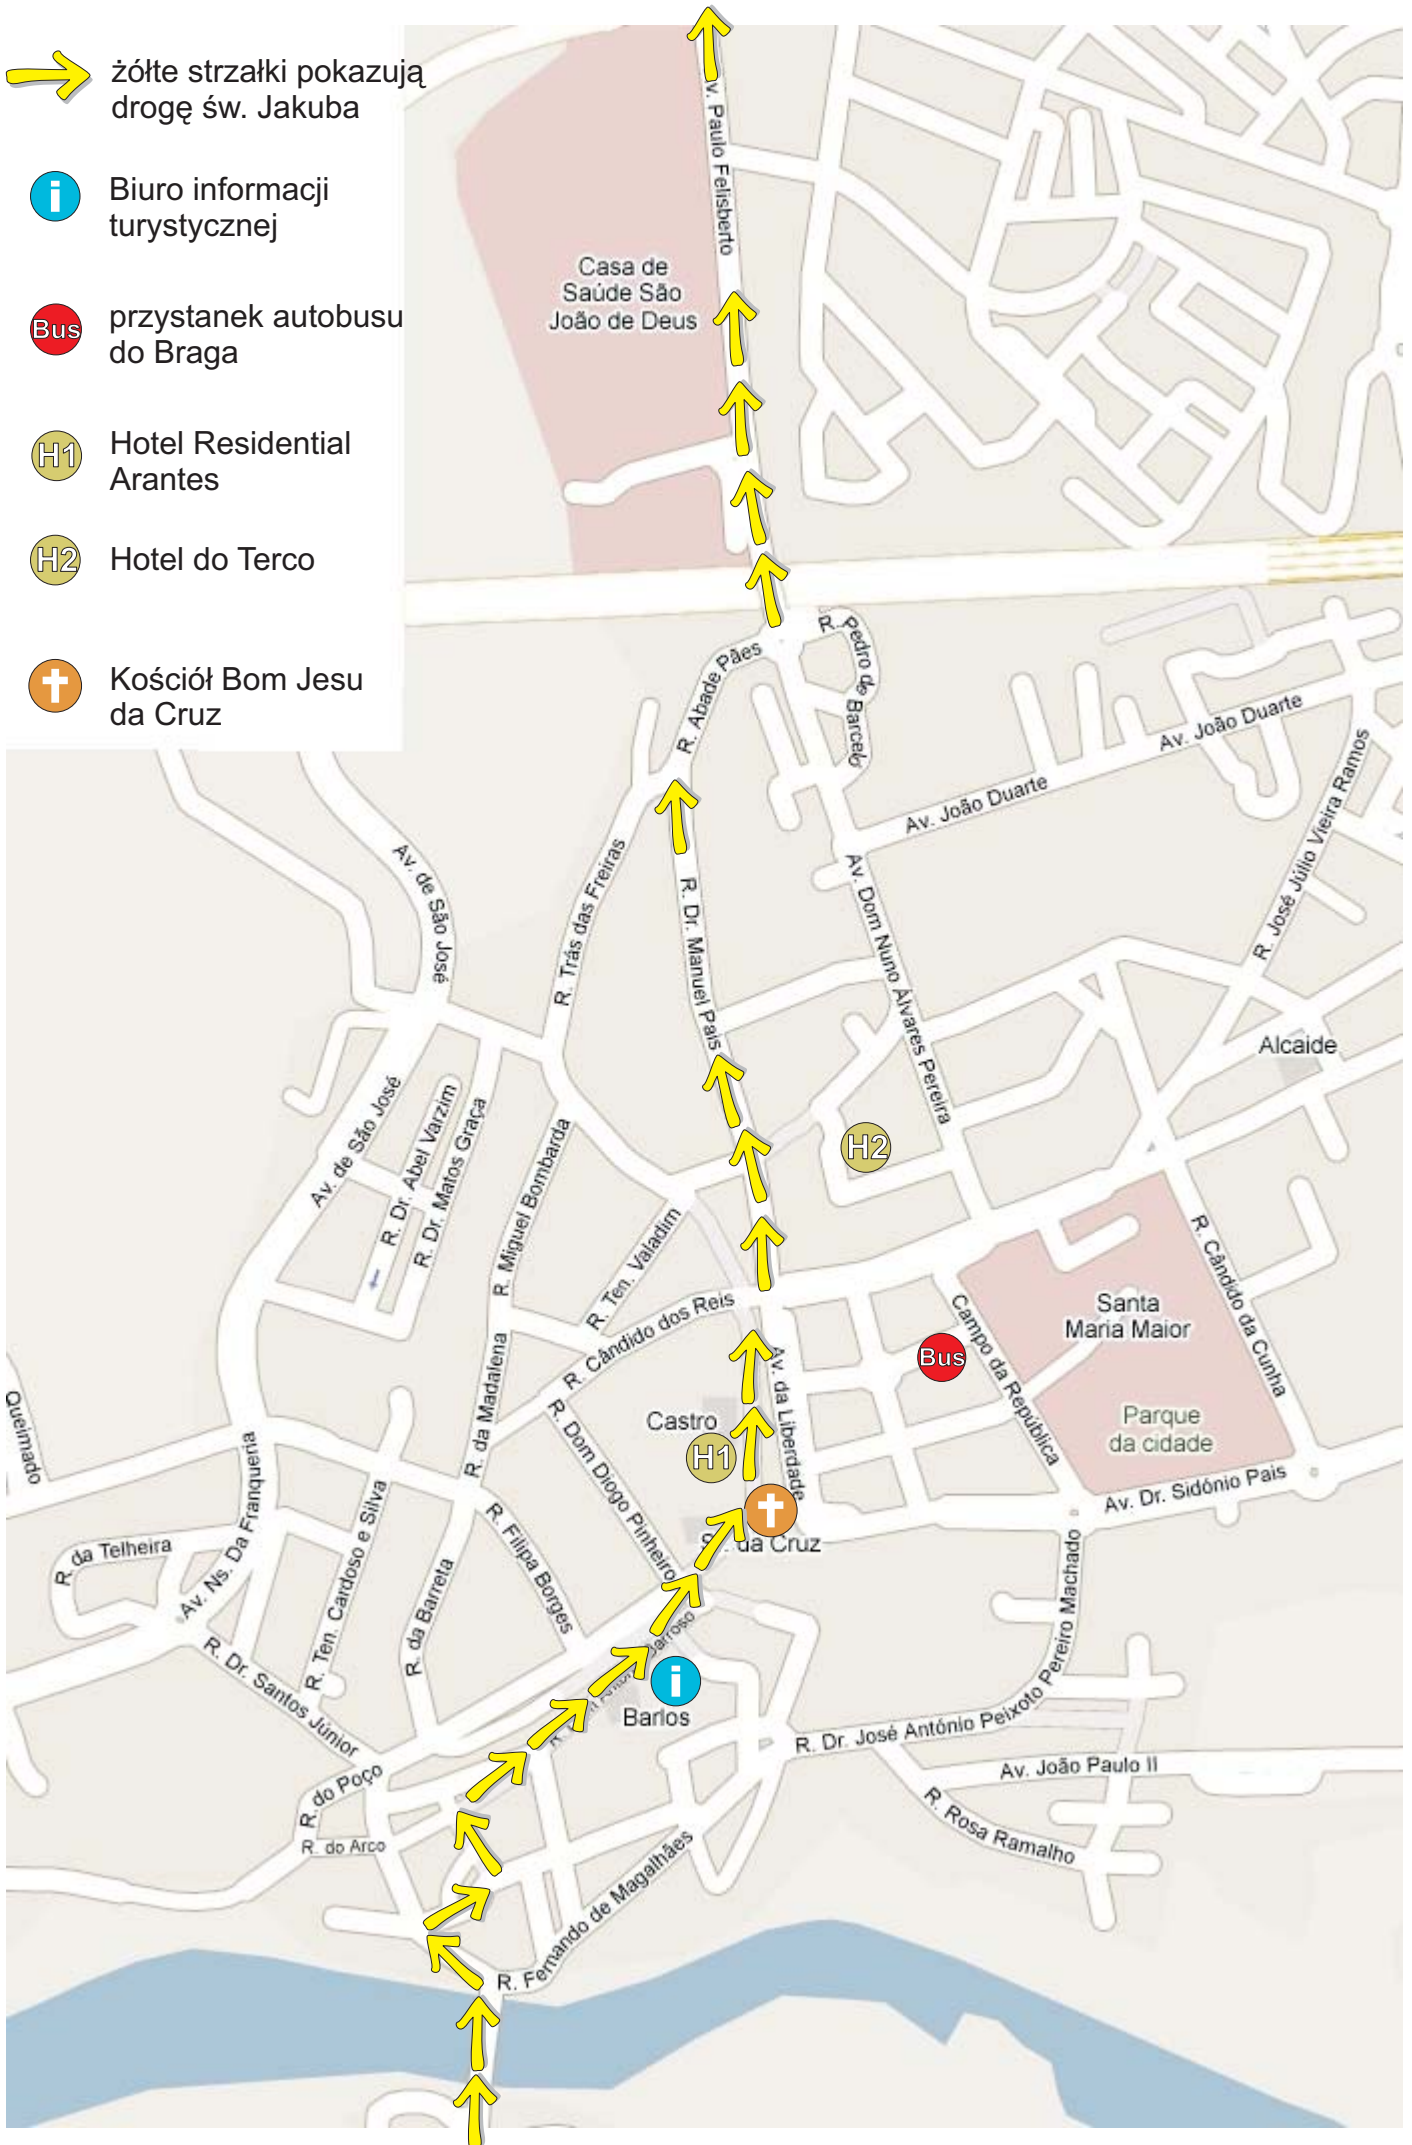 żółte strzałki pokazują
drogę św. Jakuba
i
Biuro informacji
turystycznej
Bus
przystanek autobusu
do Braga
H1
Hotel Residential
Arantes
H2
Hotel do Terco
Kościół Bom Jesu
da Cruz
Av. Paulo Felisberto
Casa de
Saúde São
João de Deus
R. Pedro de Barcelo
R. Abade Pães
Av. João Duarte
Av. João Duarte
R. José Júlio Vieira Ramos
Av. de São José
R. Trás das Freiras
R. Dr. Manuel Pais
Av. Dom Nuno Álvares Pereira
Alcaide
Av. de São José
R. Dr. Abel Varzim
R. Dr. Matos Graça
R. Miguel Bombarda
H2
R. Ten. Valadim
R. Cândido dos Reis
R. Cândido da Cunha
Santa
Maria Maior
Campo da República
Bus
Av. da Liberdade
Queimado
R. da Madalena
Castro
H1
Parque
da cidade
R. Dom Diogo Pinheiro
Av. Dr. Sidónio Pais
Av. Ns. Da Franqueira
R. Ten. Cardoso e Silva
R. Filipa Borges
da Cruz
R. da Telheira
R. da Barreta
R. Dr. José António Peixoto Pereiro Machado
R. Dr. Santos Júnior
Barroso
i
Barlos
R. do Poço
Av. João Paulo II
R. do Arco
R. Rosa Ramalho
R. Fernando de Magalhães